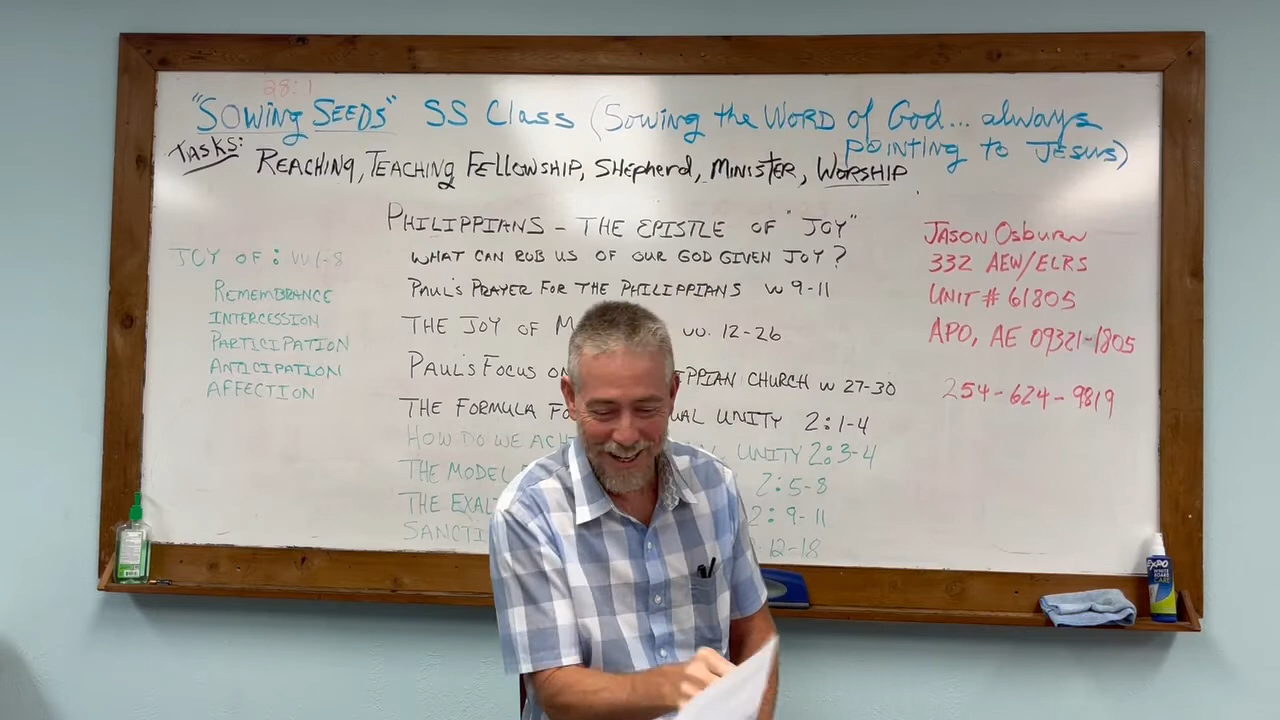 28:1
"SOWING SEEDS" SS Class (Sowing the WORD of God... always
pointing to JESUS)
TASKS:
REACHING, TEACHING FELLOWSHIP, SHepherd, MINISTER, WORSHIP
PHILIPPIANS - THE EPISTLE OF "JOY"
WHAT CAN ROB US OF OUR GOD GIVEN JOY?
PAUL'S PRAYER FOR THE PHILIPPIANS vv 9-11
THE JOY OF M vv. 12-26
PAUL'S FOCUS ON IPPIAN CHURCH vv 27-30
THE FORMULA FO UAL UNITY 2:1-4
HOW DO WE ACH L UNITY 2:3-4
THE MODEL 2:5-8
THE EXAL 2:9-11
SANCTI .12-18
JOY OF: vv 1-8
REMEMBRANCE
INTERCESSION
PARTICIPATION
ANTICIPATION
AFFECTION
JASON OSBURN
332 AEW/ELRS
UNIT # 61805
APO, AE 09321-1805
254-624-9819
EXPO
WHITE
BOARD
CARE